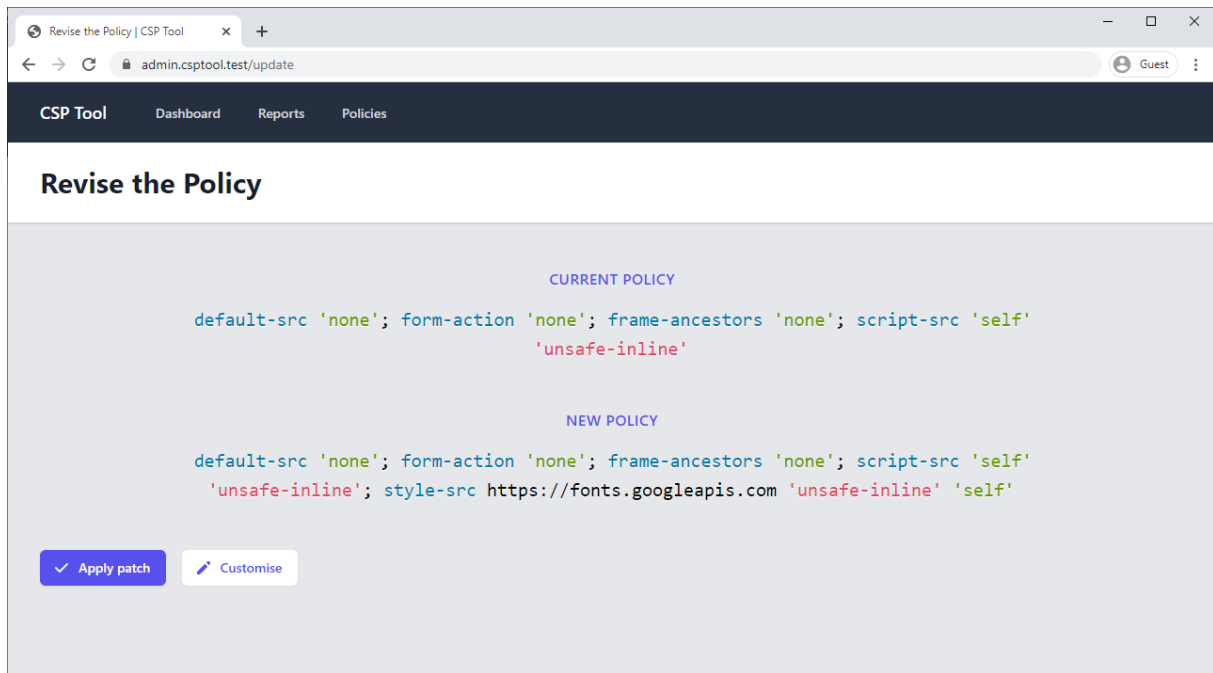 Revise the Policy | CSP Tool
admin.csptool.test/update
Guest
CSP Tool
Dashboard
Reports
Policies
Revise the Policy
CURRENT POLICY
default-src 'none'; form-action 'none'; frame-ancestors 'none'; script-src 'self'
'unsafe-inline'
NEW POLICY
default-src 'none'; form-action 'none'; frame-ancestors 'none'; script-src 'self'
'unsafe-inline'; style-src https://fonts.googleapis.com 'unsafe-inline' 'self'
Apply patch
Customise